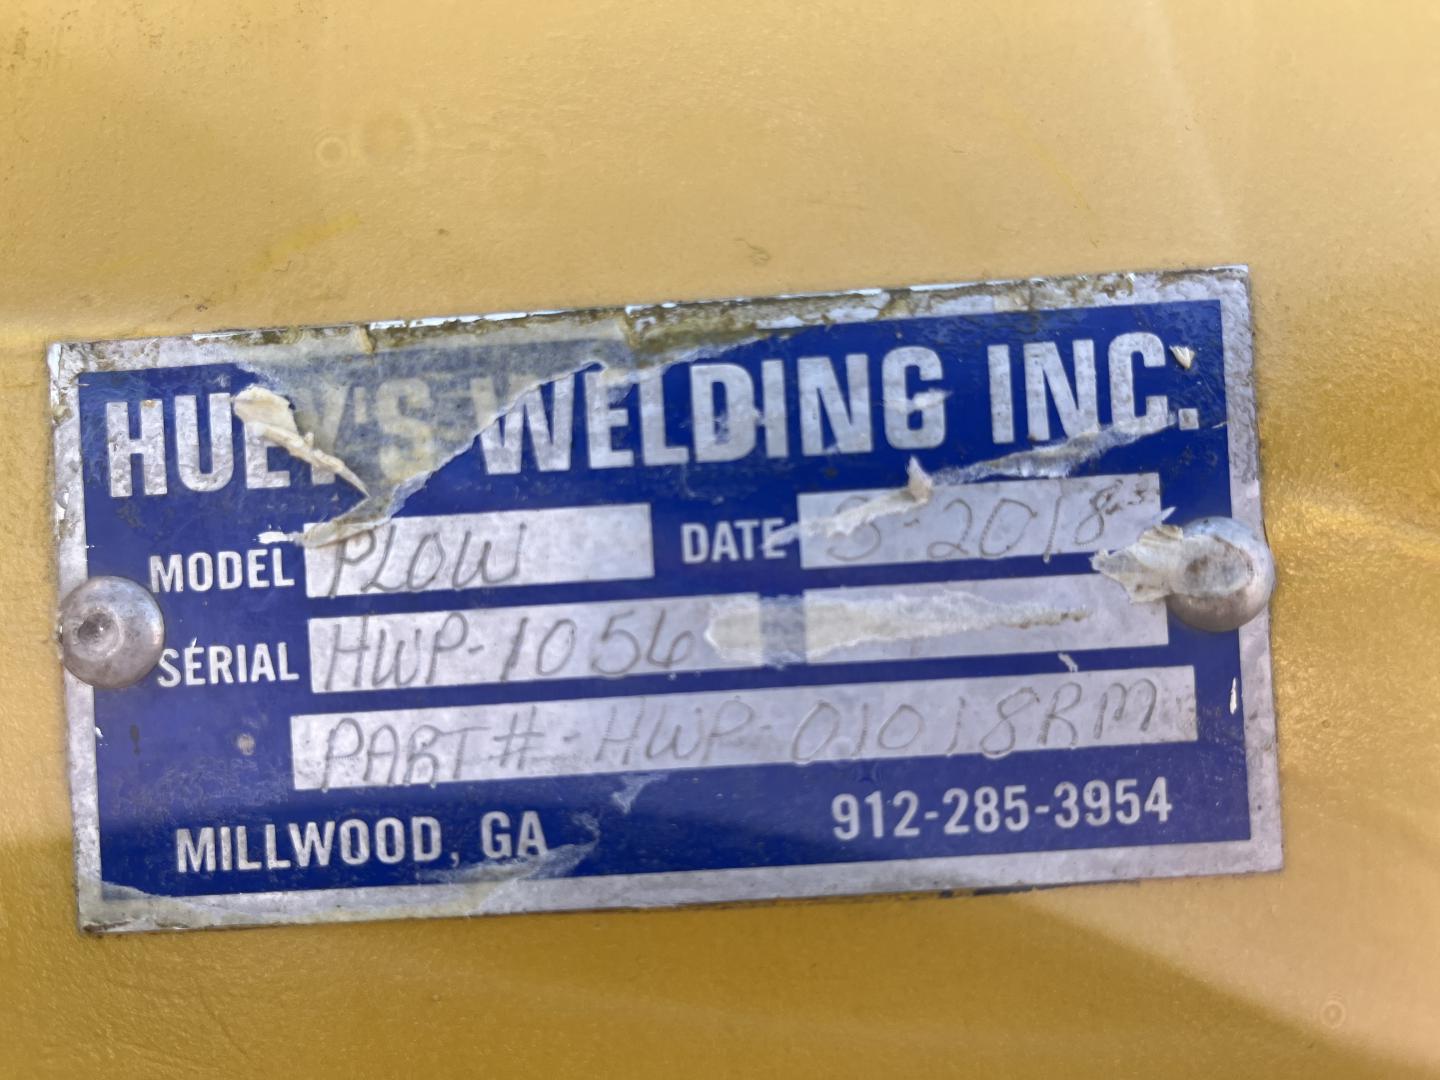 HUEY'S WELDING INC.
MODEL PLOW DATE 3-2018
SERIAL HWP-1056
PART#-HWP-01018RM
MILLWOOD, GA 912-285-3954